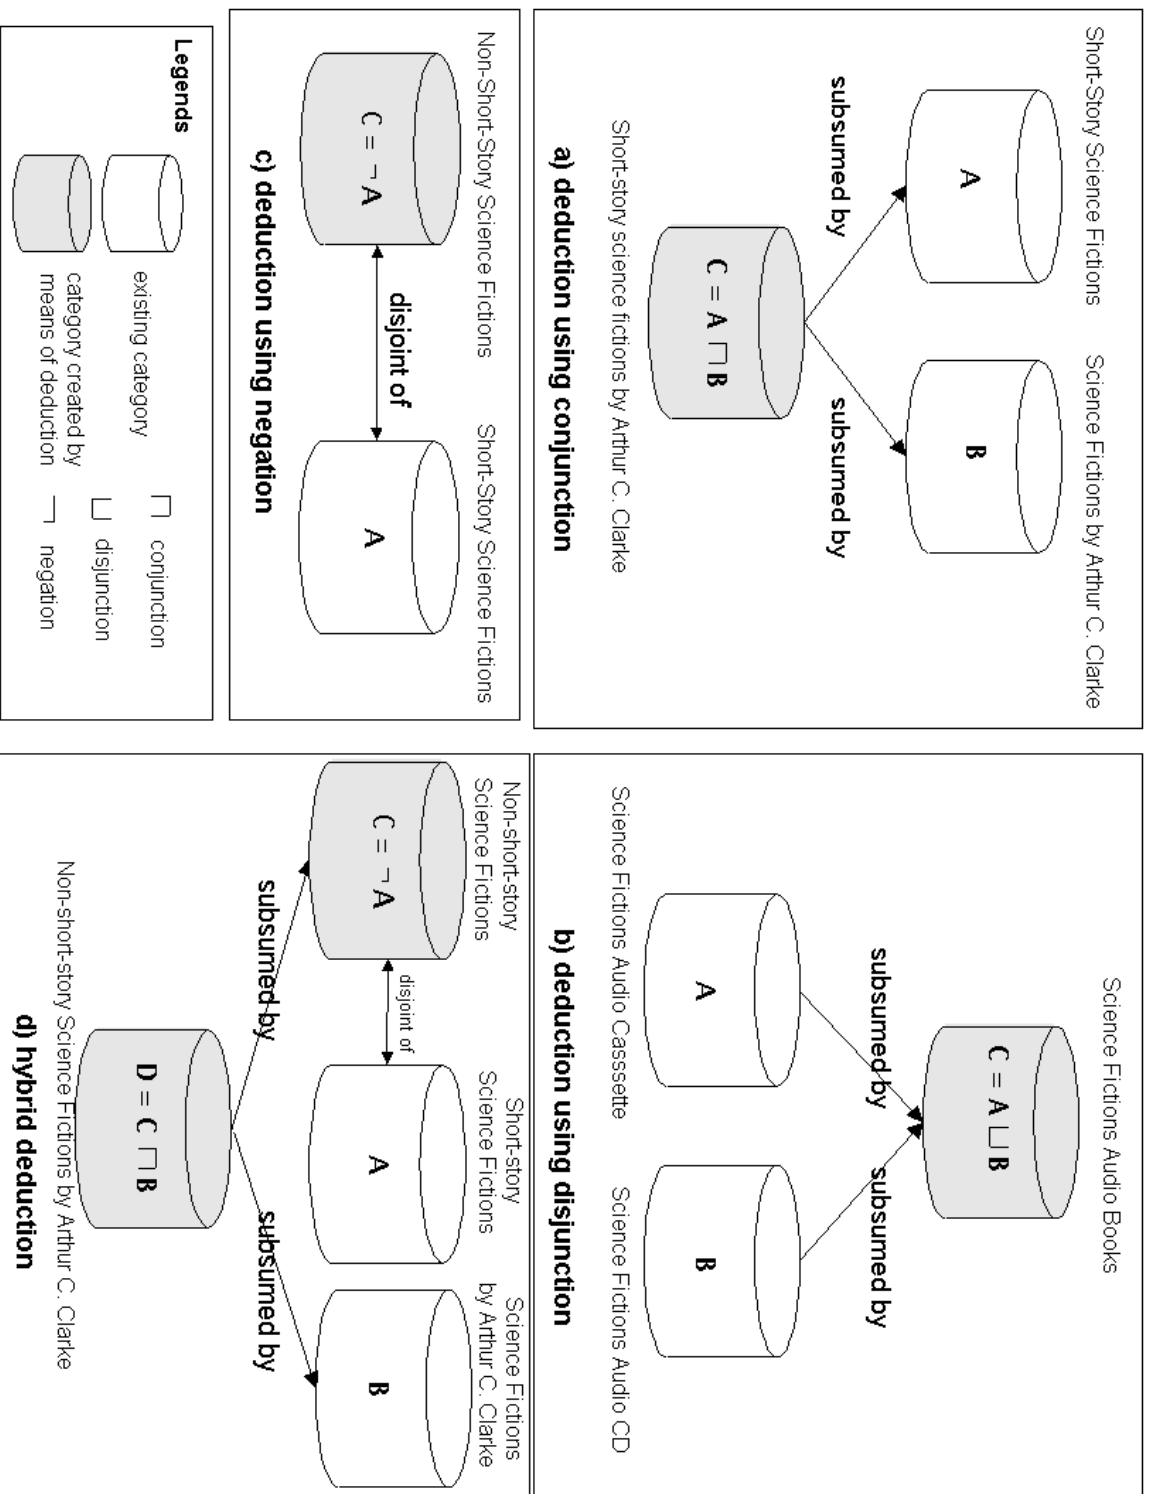 Short-Story Science Fictions
Science Fictions by Arthur C. Clarke
A
B
subsumed by
subsumed by
C = A ⊓ B
Short-story science fictions by Arthur C. Clarke
a) deduction using conjunction
Science Fictions Audio Books
C = A ⊔ B
subsumed by
subsumed by
A
B
Science Fictions Audio Casssette
Science Fictions Audio CD
b) deduction using disjunction
Non-Short-Story Science Fictions
Short-Story Science Fictions
C = ¬ A
disjoint of
A
c) deduction using negation
Non-short-story
Science Fictions
Short-story
Science Fictions
Science Fictions
by Arthur C. Clarke
C = ¬ A
disjoint of
A
B
subsumed by
subsumed by
D = C ⊓ B
Non-short-story Science Fictions by Arthur C. Clarke
d) hybrid deduction
Legends
existing category
category created by
means of deduction
⊓ conjunction
⊔ disjunction
¬ negation